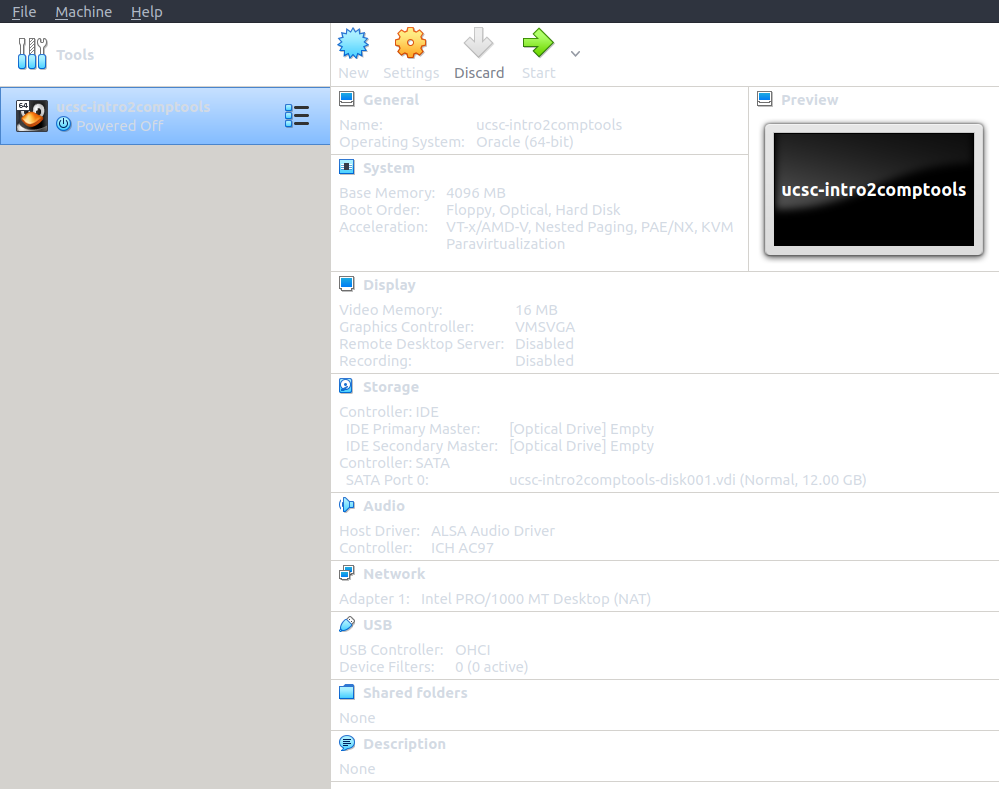 File Machine Help
Tools
New Settings Discard Start
64
ucsc-intro2comptools
Powered Off
General
Name: ucsc-intro2comptools
Operating System: Oracle (64-bit)
Preview
ucsc-intro2comptools
System
Base Memory: 4096 MB
Boot Order: Floppy, Optical, Hard Disk
Acceleration: VT-x/AMD-V, Nested Paging, PAE/NX, KVM
Paravirtualization
Display
Video Memory: 16 MB
Graphics Controller: VMSVGA
Remote Desktop Server: Disabled
Recording: Disabled
Storage
Controller: IDE
IDE Primary Master: [Optical Drive] Empty
IDE Secondary Master: [Optical Drive] Empty
Controller: SATA
SATA Port 0: ucsc-intro2comptools-disk001.vdi (Normal, 12.00 GB)
Audio
Host Driver: ALSA Audio Driver
Controller: ICH AC97
Network
Adapter 1: Intel PRO/1000 MT Desktop (NAT)
USB
USB Controller: OHCI
Device Filters: 0 (0 active)
Shared folders
None
Description
None